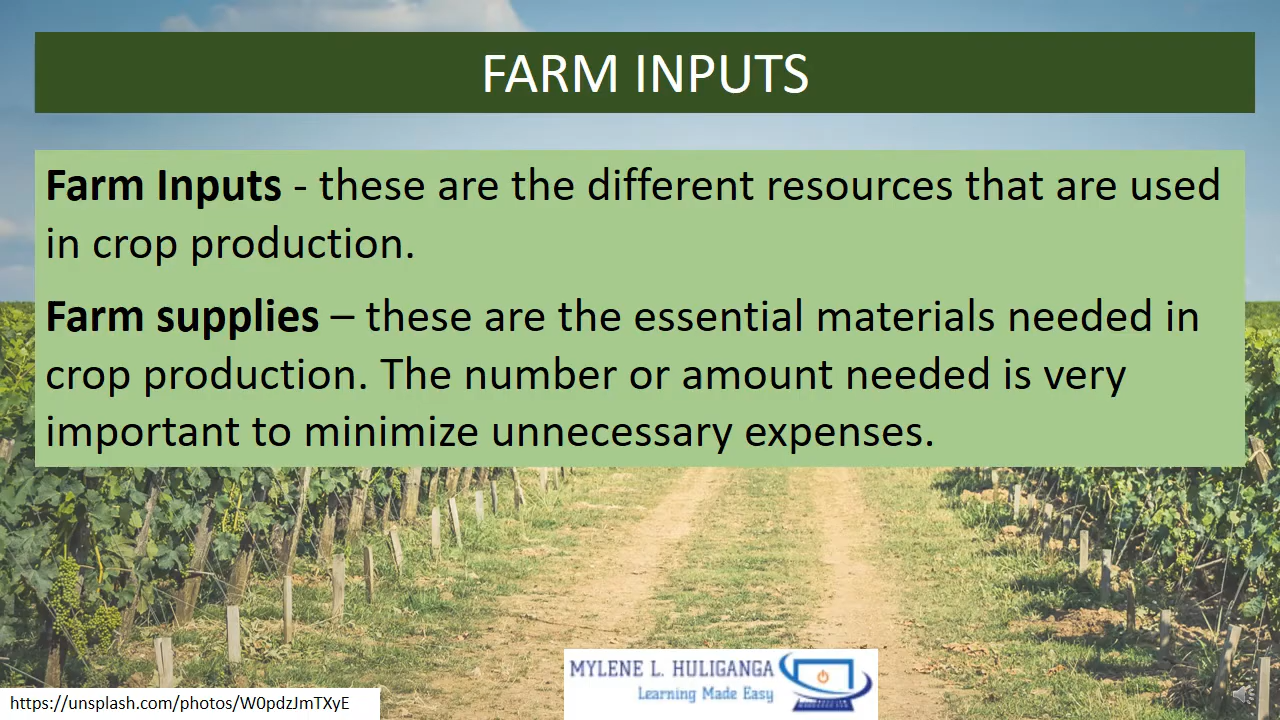 FARM INPUTS
Farm Inputs - these are the different resources that are used
in crop production.
Farm supplies – these are the essential materials needed in
crop production. The number or amount needed is very
important to minimize unnecessary expenses.
MYLENE L. HULIGANGA
Learning Made Easy
https://unsplash.com/photos/W0pdzJmTXyE